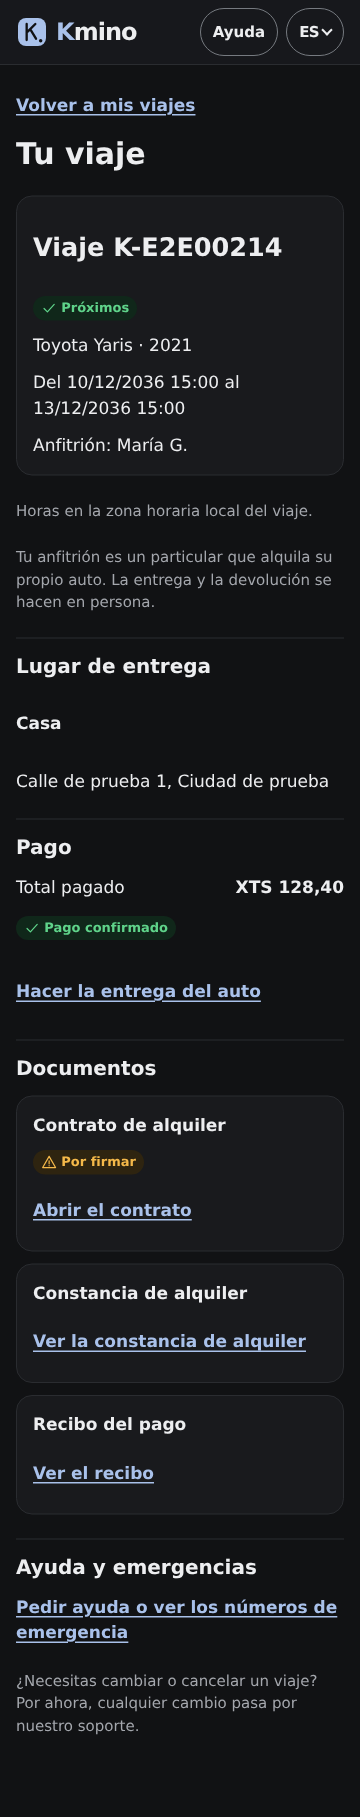 K. Kmino
Ayuda
ES
Volver a mis viajes
Tu viaje
Viaje K-E2E00214
Próximos
Toyota Yaris · 2021
Del 10/12/2036 15:00 al
13/12/2036 15:00
Anfitrión: María G.
Horas en la zona horaria local del viaje.
Tu anfitrión es un particular que alquila su
propio auto. La entrega y la devolución se
hacen en persona.
Lugar de entrega
Casa
Calle de prueba 1, Ciudad de prueba
Pago
Total pagado XTS 128,40
Pago confirmado
Hacer la entrega del auto
Documentos
Contrato de alquiler
Por firmar
Abrir el contrato
Constancia de alquiler
Ver la constancia de alquiler
Recibo del pago
Ver el recibo
Ayuda y emergencias
Pedir ayuda o ver los números de
emergencia
¿Necesitas cambiar o cancelar un viaje?
Por ahora, cualquier cambio pasa por
nuestro soporte.